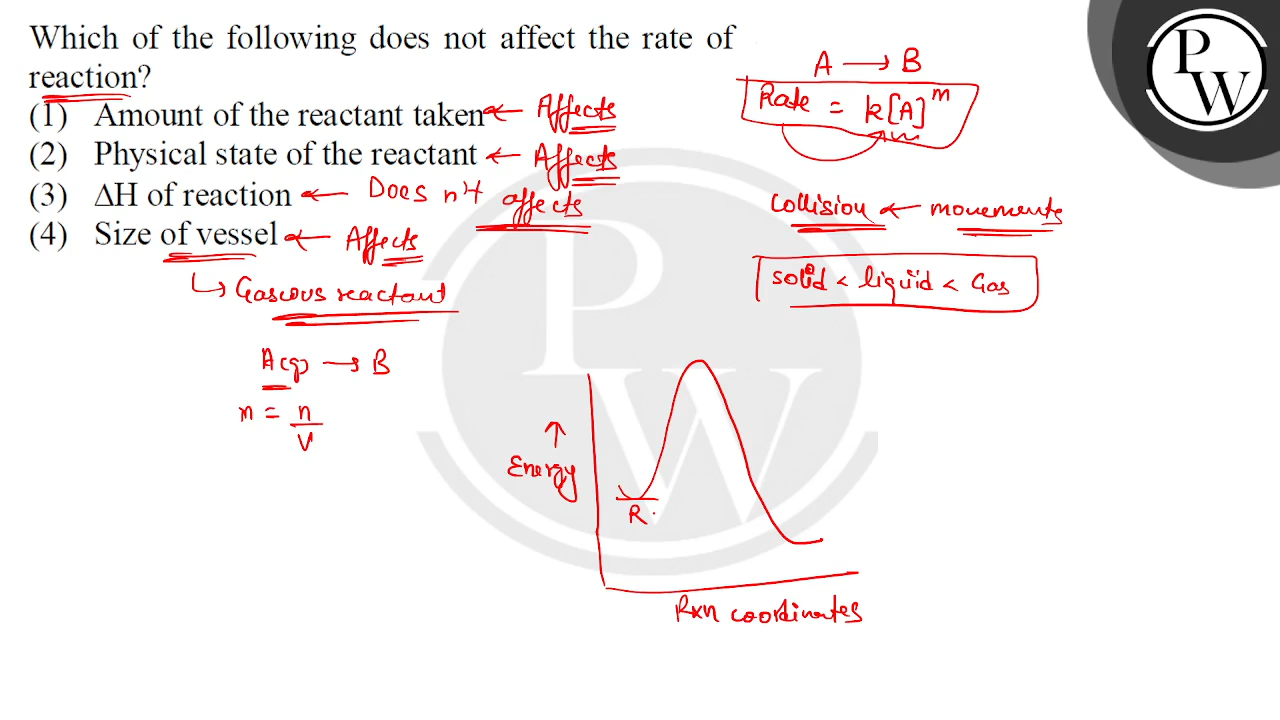 Which of the following does not affect the rate of
reaction?
(1) Amount of the reactant taken ← Affects
(2) Physical state of the reactant ← Affects
(3) ΔH of reaction ← Does n't affects
(4) Size of vessel ← Affects
↳ Gaseous reactant
A(g) → B
M = n/V
A → B
Rate = k[A]^m
Collision ← movements
solid < liquid < Gas
↑
Energy
R
Rxn coordinates
PW
PW